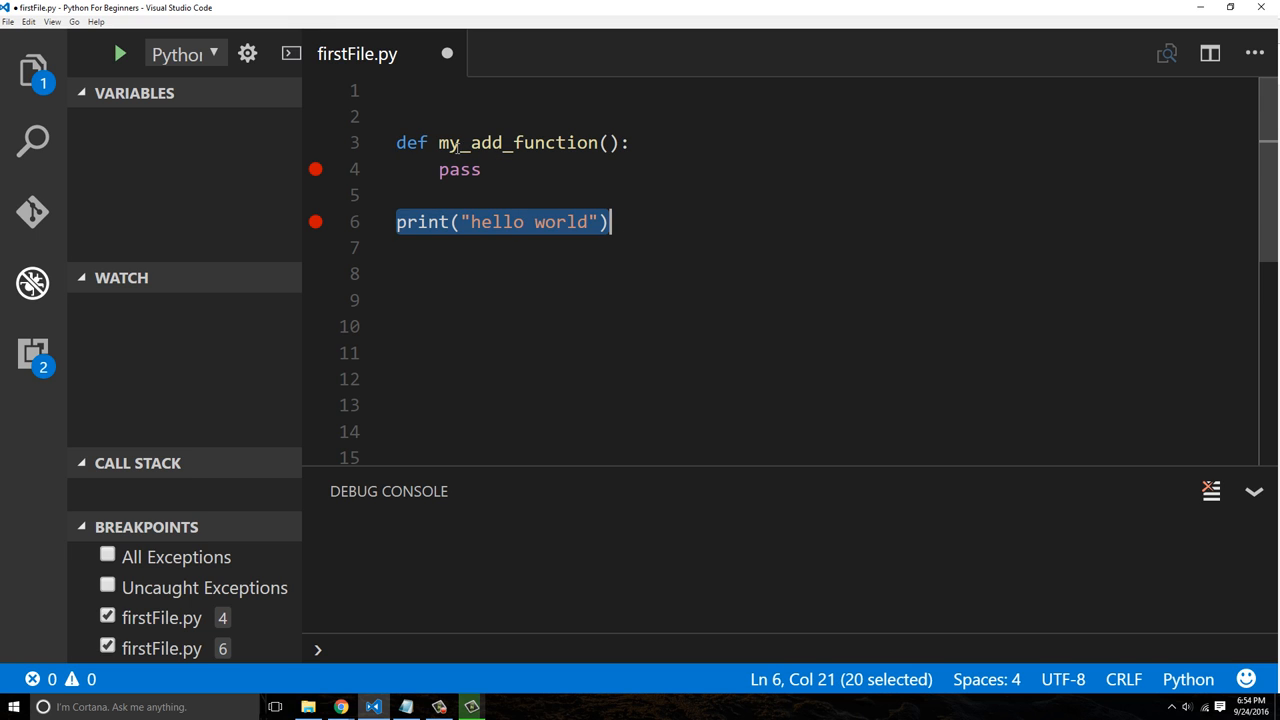 ● firstFile.py - Python For Beginners - Visual Studio Code
File Edit View Go Help
Python
firstFile.py
1
VARIABLES
1
2
3 def my_add_function():
4 pass
5
6 print("hello world")
7
WATCH
8
9
10
2
11
12
13
14
CALL STACK
15
DEBUG CONSOLE
BREAKPOINTS
All Exceptions
Uncaught Exceptions
firstFile.py 4
firstFile.py 6
0 0 Ln 6, Col 21 (20 selected) Spaces: 4 UTF-8 CRLF Python
I'm Cortana. Ask me anything.
6:54 PM
9/24/2016